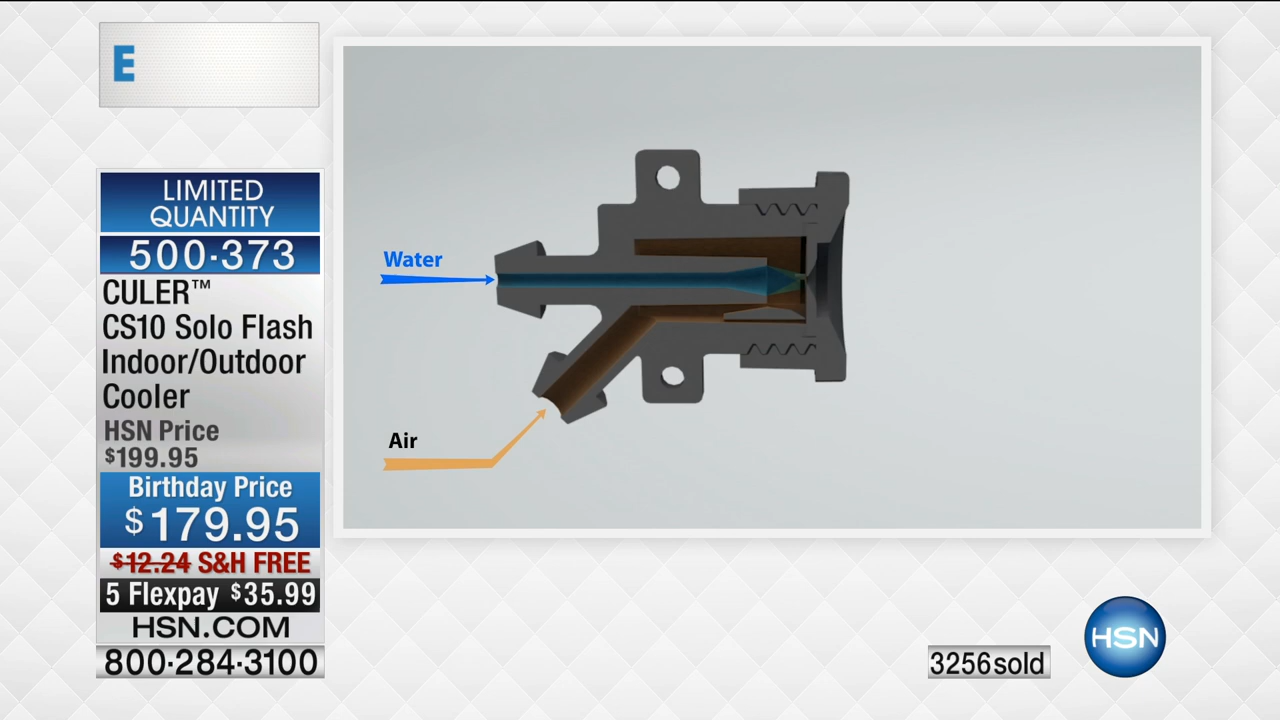 E
LIMITED
QUANTITY
500-373
CULER™
CS10 Solo Flash
Indoor/Outdoor
Cooler
HSN Price
$199.95
Birthday Price
$179.95
$12.24 S&H FREE
5 Flexpay $35.99
HSN.COM
800·284·3100
Water
Air
3256sold
HSN